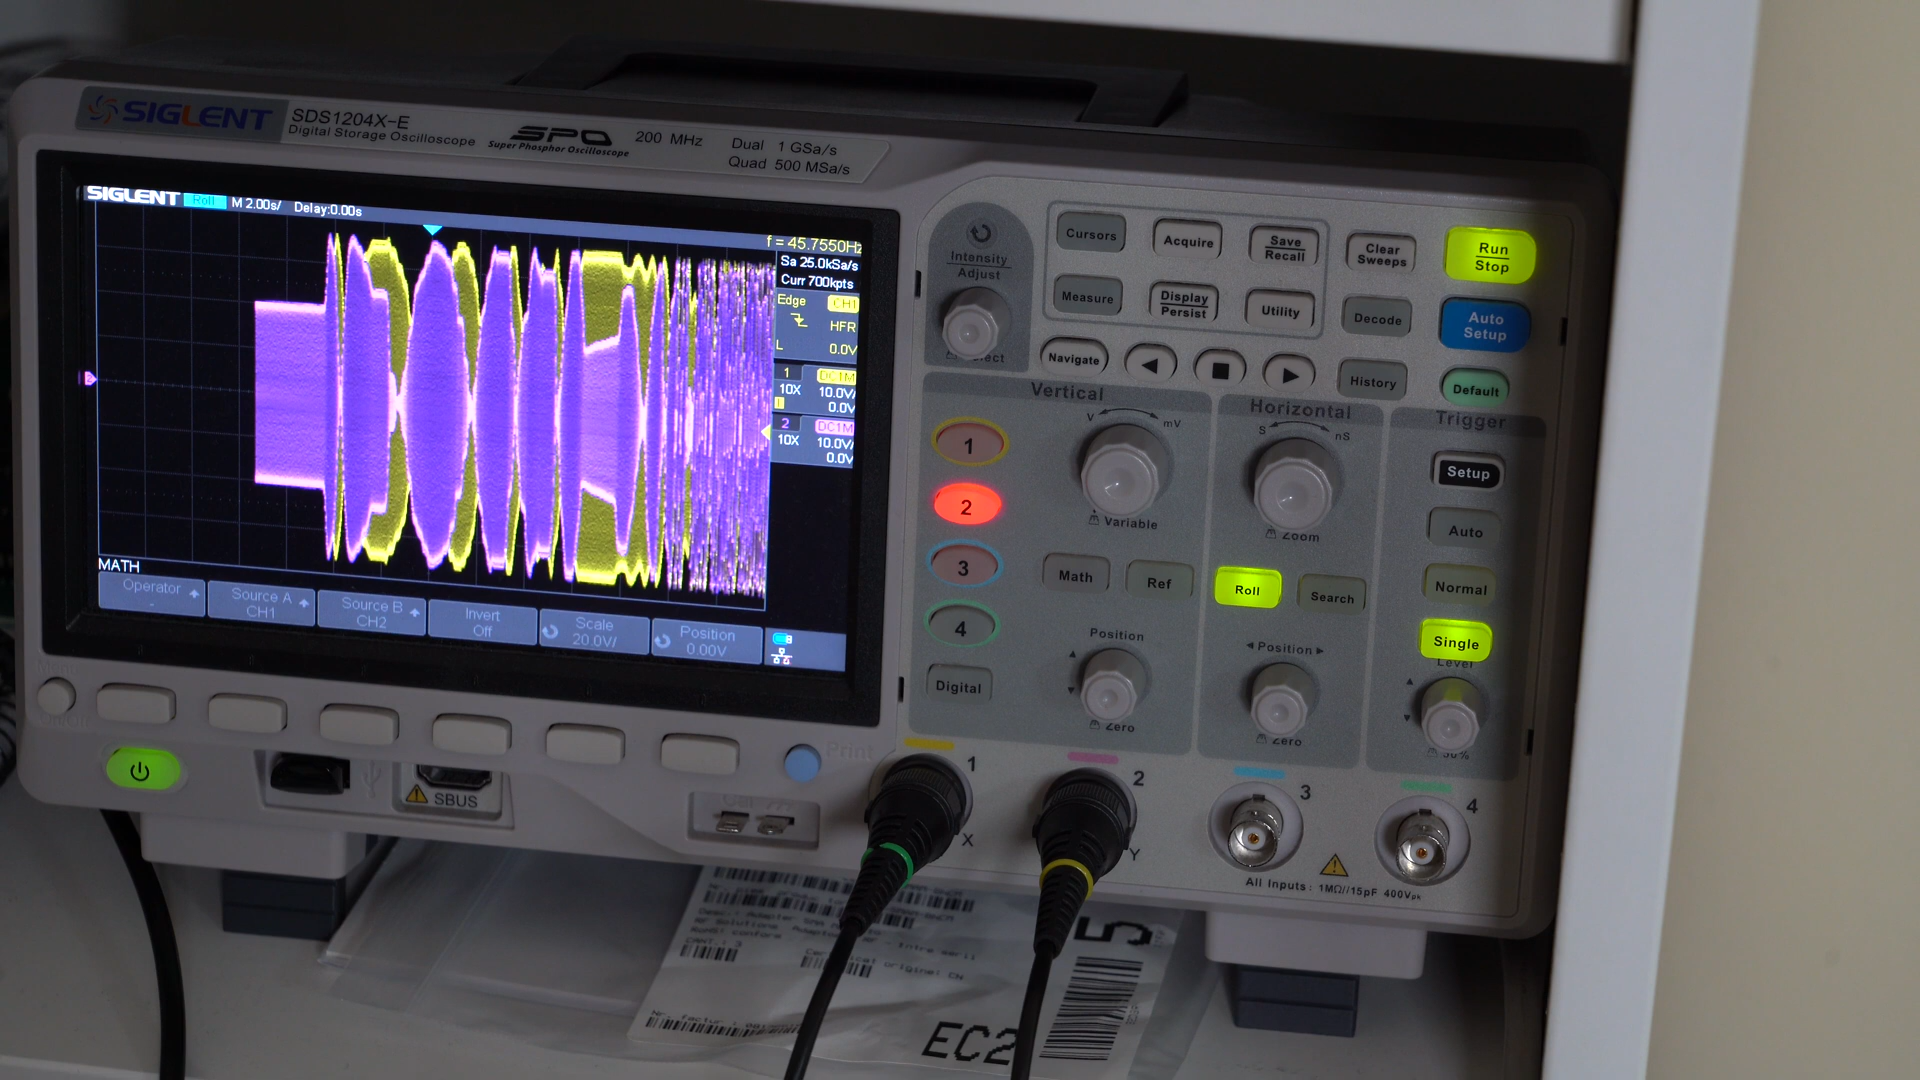 SIGLENT
SDS1204X-E
Digital Storage Oscilloscope
SPO
Super Phosphor Oscilloscope
200 MHz
Dual 1 GSa/s
Quad 500 MSa/s
SIGLENT Roll M 2.00s/ Delay:0.00s
f = 45.7550Hz
Sa 25.0kSa/s
Curr 700kpts
Edge CH1
HFR
L 0.0V
1 DC1M
10X 10.0V/
0.0V
2 DC1M
10X 10.0V/
0.0V
2
MATH
Operator
-
Source A
CH1
Source B
CH2
Invert
Off
Scale
20.0V/
Position
0.00V
Intensity
Adjust
Cursors
Acquire
Save
Recall
Clear
Sweeps
Run
Stop
Measure
Display
Persist
Utility
Decode
Auto
Setup
Navigate
History
Default
Vertical
Horizontal
Trigger
V mV
S nS
1
2
3
4
Variable
Zoom
Setup
Auto
Math
Ref
Roll
Search
Normal
Single
Level
Position
Position
Digital
Zero
Zero
50%
Print
SBUS
1
X
2
Y
3
4
All Inputs : 1MΩ//15pF 400Vpk
CANT.: 3
EC2